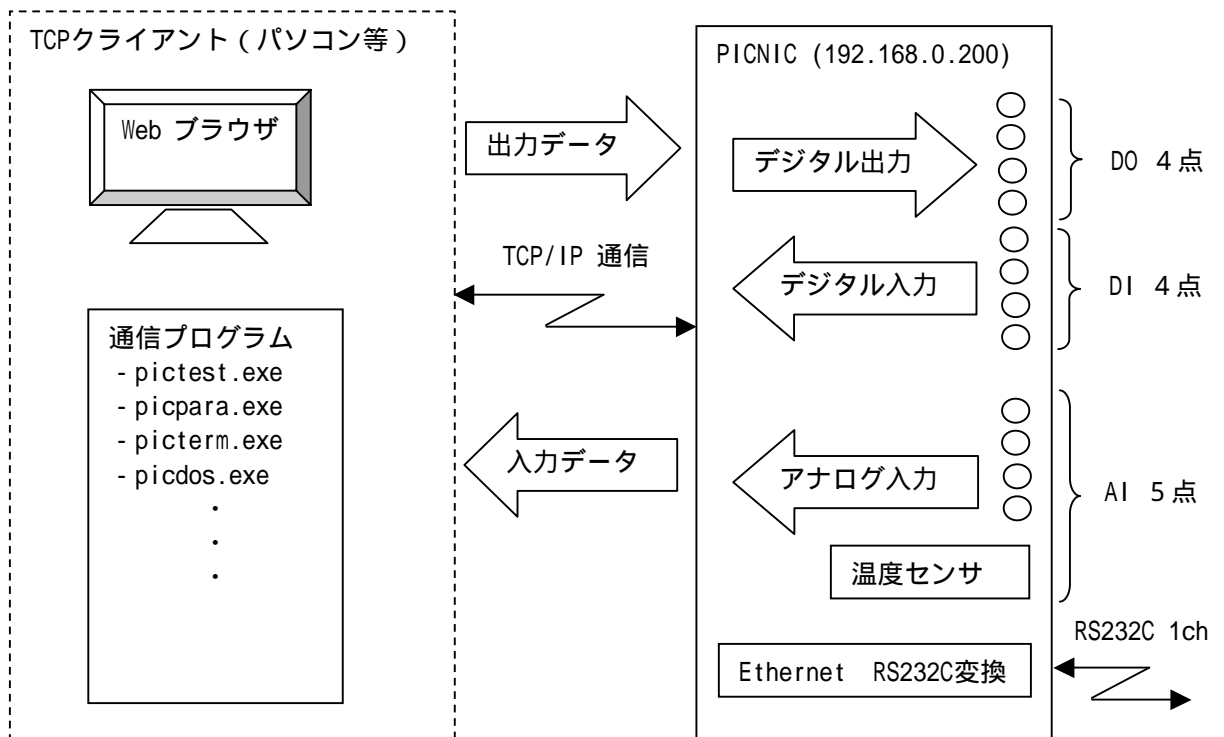 TCPクライアント（パソコン等）
Web ブラウザ
通信プログラム
- pictest.exe
- picpara.exe
- picterm.exe
- picdos.exe
・
・
・
出力データ
TCP/IP 通信
入力データ
PICNIC (192.168.0.200)
デジタル出力
デジタル入力
アナログ入力
温度センサ
Ethernet RS232C変換
DO 4点
DI 4点
AI 5点
RS232C 1ch